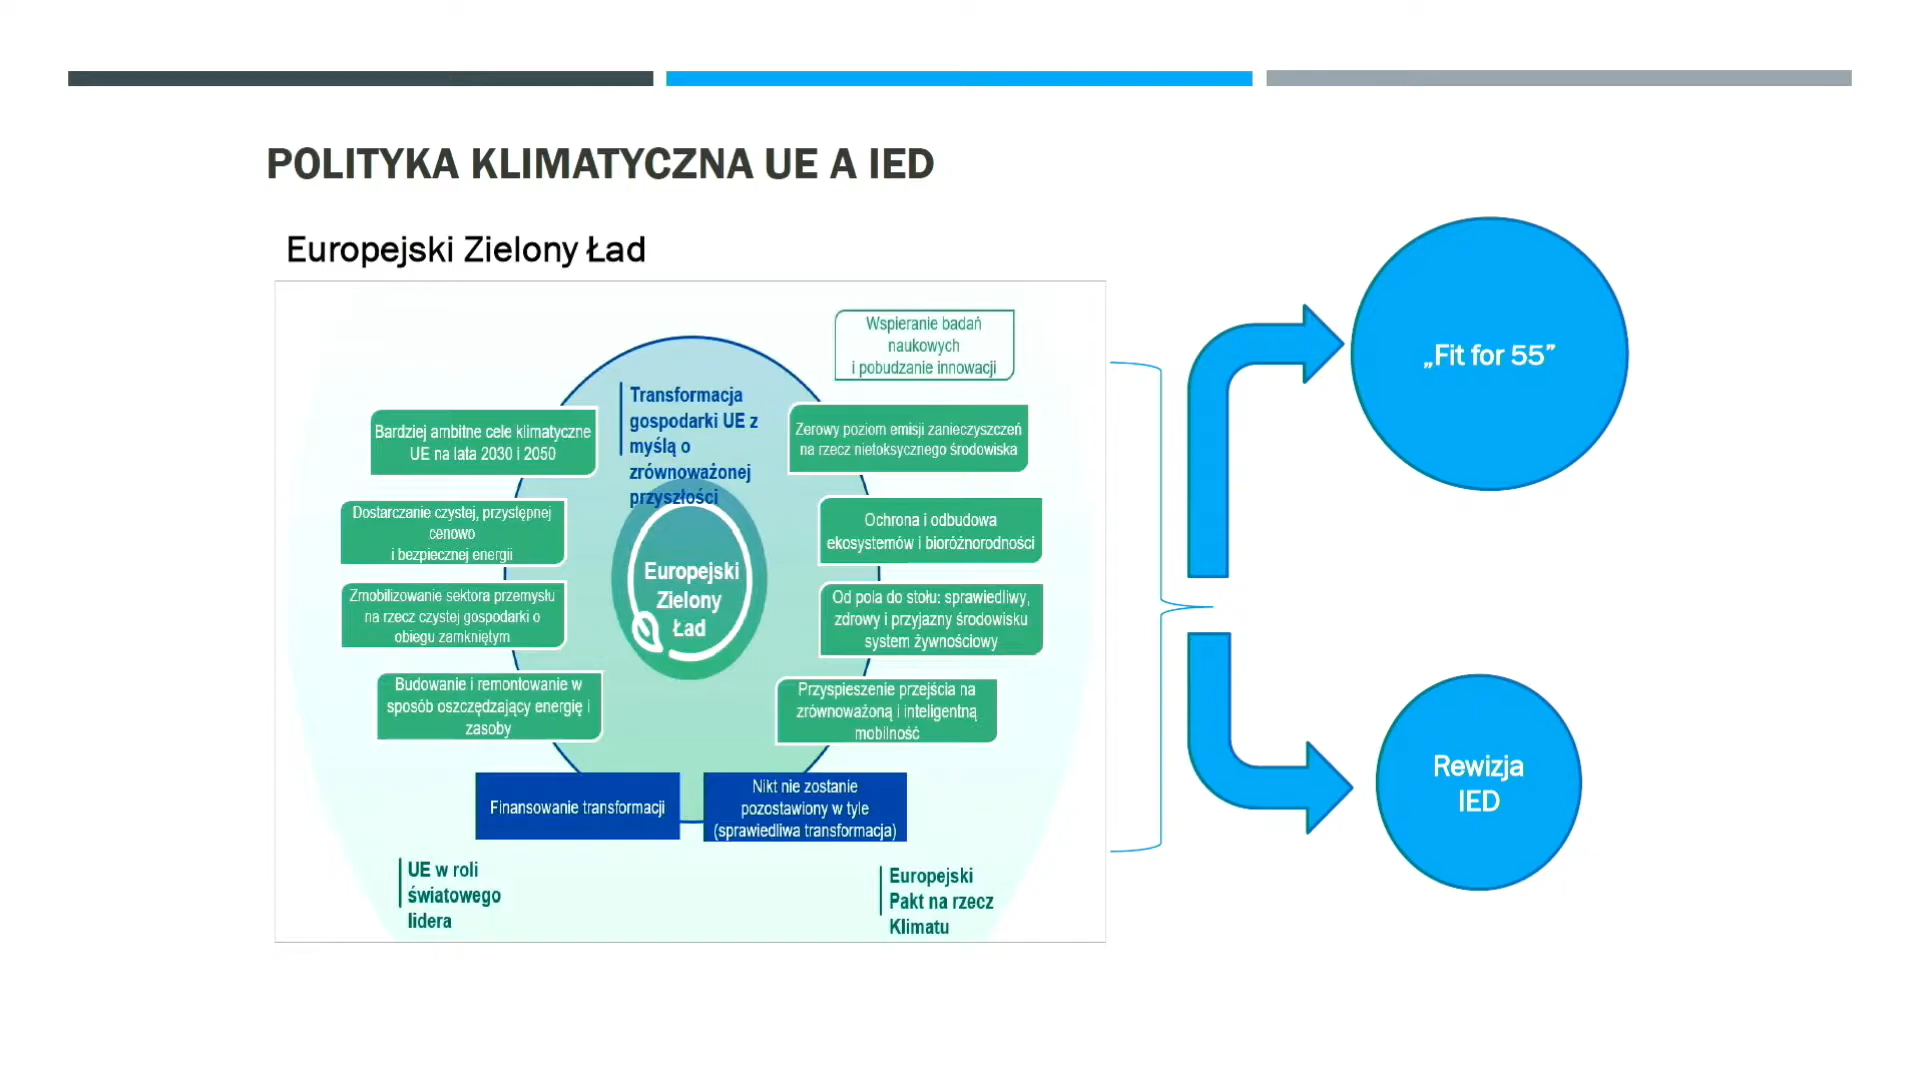 POLITYKA KLIMATYCZNA UE A IED
Europejski Zielony Ład
Wspieranie badań
naukowych
i pobudzanie innowacji
Transformacja
gospodarki UE z
myślą o
zrównoważonej
przyszłości
Bardziej ambitne cele klimatyczne
UE na lata 2030 i 2050
Zerowy poziom emisji zanieczyszczeń
na rzecz nietoksycznego środowiska
Dostarczanie czystej, przystępnej
cenowo
i bezpiecznej energii
Ochrona i odbudowa
ekosystemów i bioróżnorodności
Europejski
Zielony
Ład
Zmobilizowanie sektora przemysłu
na rzecz czystej gospodarki o
obiegu zamkniętym
Od pola do stołu: sprawiedliwy,
zdrowy i przyjazny środowisku
system żywnościowy
Budowanie i remontowanie w
sposób oszczędzający energię i
zasoby
Przyspieszenie przejścia na
zrównoważoną i inteligentną
mobilność
Finansowanie transformacji
Nikt nie zostanie
pozostawiony w tyle
(sprawiedliwa transformacja)
UE w roli
światowego
lidera
Europejski
Pakt na rzecz
Klimatu
„Fit for 55”
Rewizja
IED